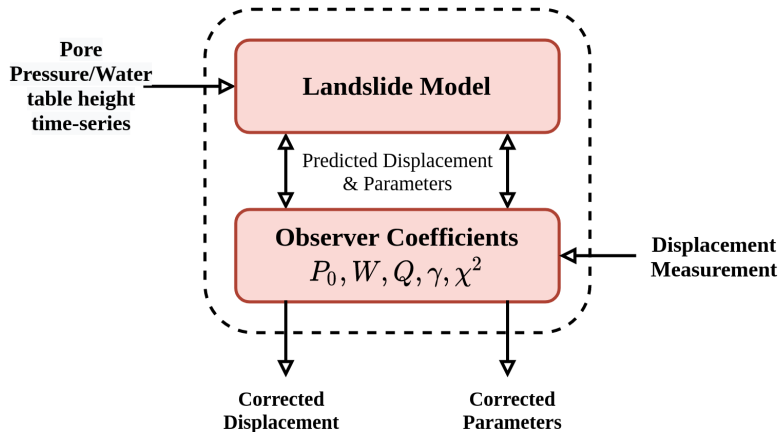 Pore
Pressure/Water
table height
time-series
Landslide Model
Predicted Displacement
& Parameters
Observer Coefficients
P₀, W, Q, γ, χ²
Displacement
Measurement
Corrected
Displacement
Corrected
Parameters